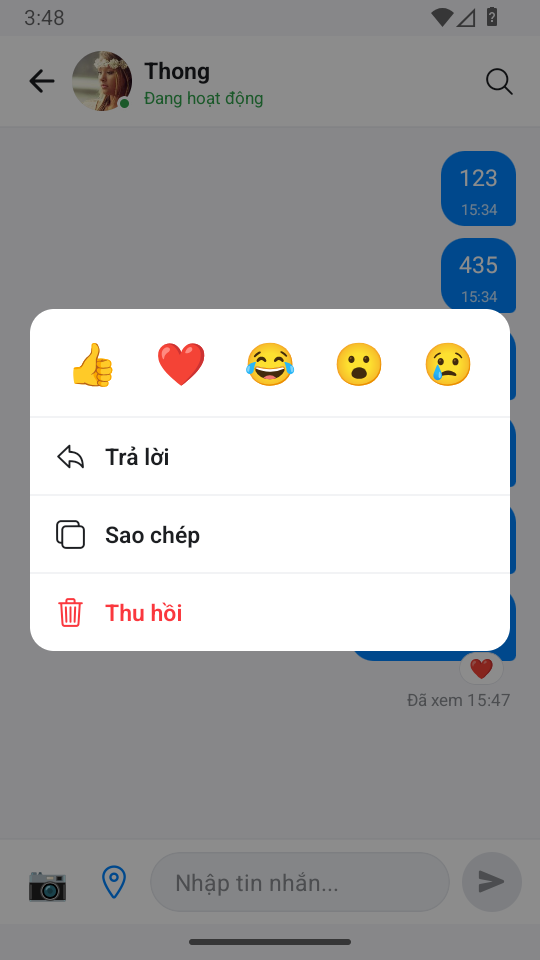 3:48
Thong
Đang hoạt động
123
15:34
435
15:34
Trả lời
Sao chép
Thu hồi
Đã xem 15:47
Nhập tin nhắn...